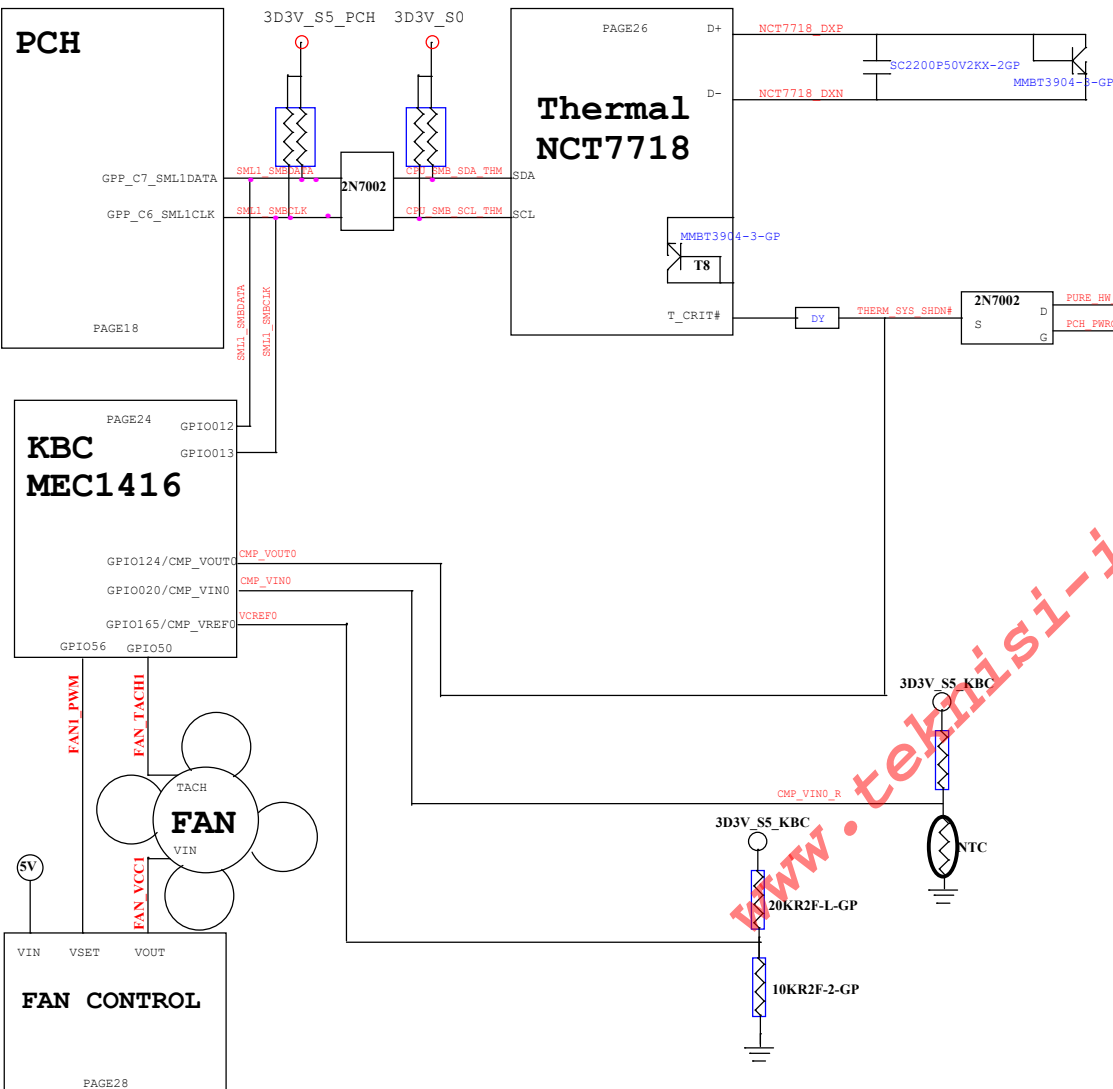 3D3V_S5_PCH
3D3V_S0
PCH
PAGE26
D+
NCT7718_DXP
SC2200P50V2KX-2GP
MMBT3904-3-GP
D-
NCT7718_DXN
Thermal
NCT7718
GPP_C7_SML1DATA
SML1_SMBDATA
2N7002
CPU_SMB_SDA_THM
SDA
GPP_C6_SML1CLK
SML1_SMBCLK
CPU_SMB_SCL_THM
SCL
MMBT3904-3-GP
T8
SML1_SMBDATA
SML1_SMBCLK
PAGE18
T_CRIT#
DY
THERM_SYS_SHDN#
2N7002
S
D
G
PURE_HW
PCH_PWRO
PAGE24
GPIO012
KBC
GPIO013
MEC1416
GPIO124/CMP_VOUT0
CMP_VOUT0
GPIO020/CMP_VIN0
CMP_VIN0
GPIO165/CMP_VREF0
VCREF0
GPIO56
GPIO50
FAN1_PWM
FAN_TACH1
3D3V_S5_KBC
TACH
CMP_VIN0_R
FAN
3D3V_S5_KBC
VIN
NTC
5V
FAN_VCC1
20KR2F-L-GP
VIN
VSET
VOUT
10KR2F-2-GP
FAN CONTROL
PAGE28
www.teknisi-j